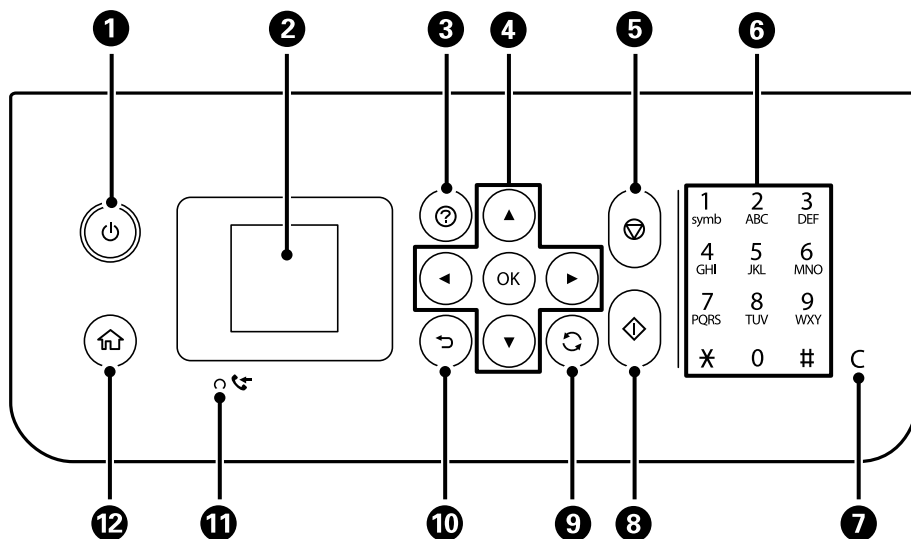 1 2 3 4 5 6
1 2 3
symb ABC DEF
4 OK 5 6
GHI JKL MNO
7 8 9
PQRS TUV WXY
* 0 #
C
12 11 10 9 8 7